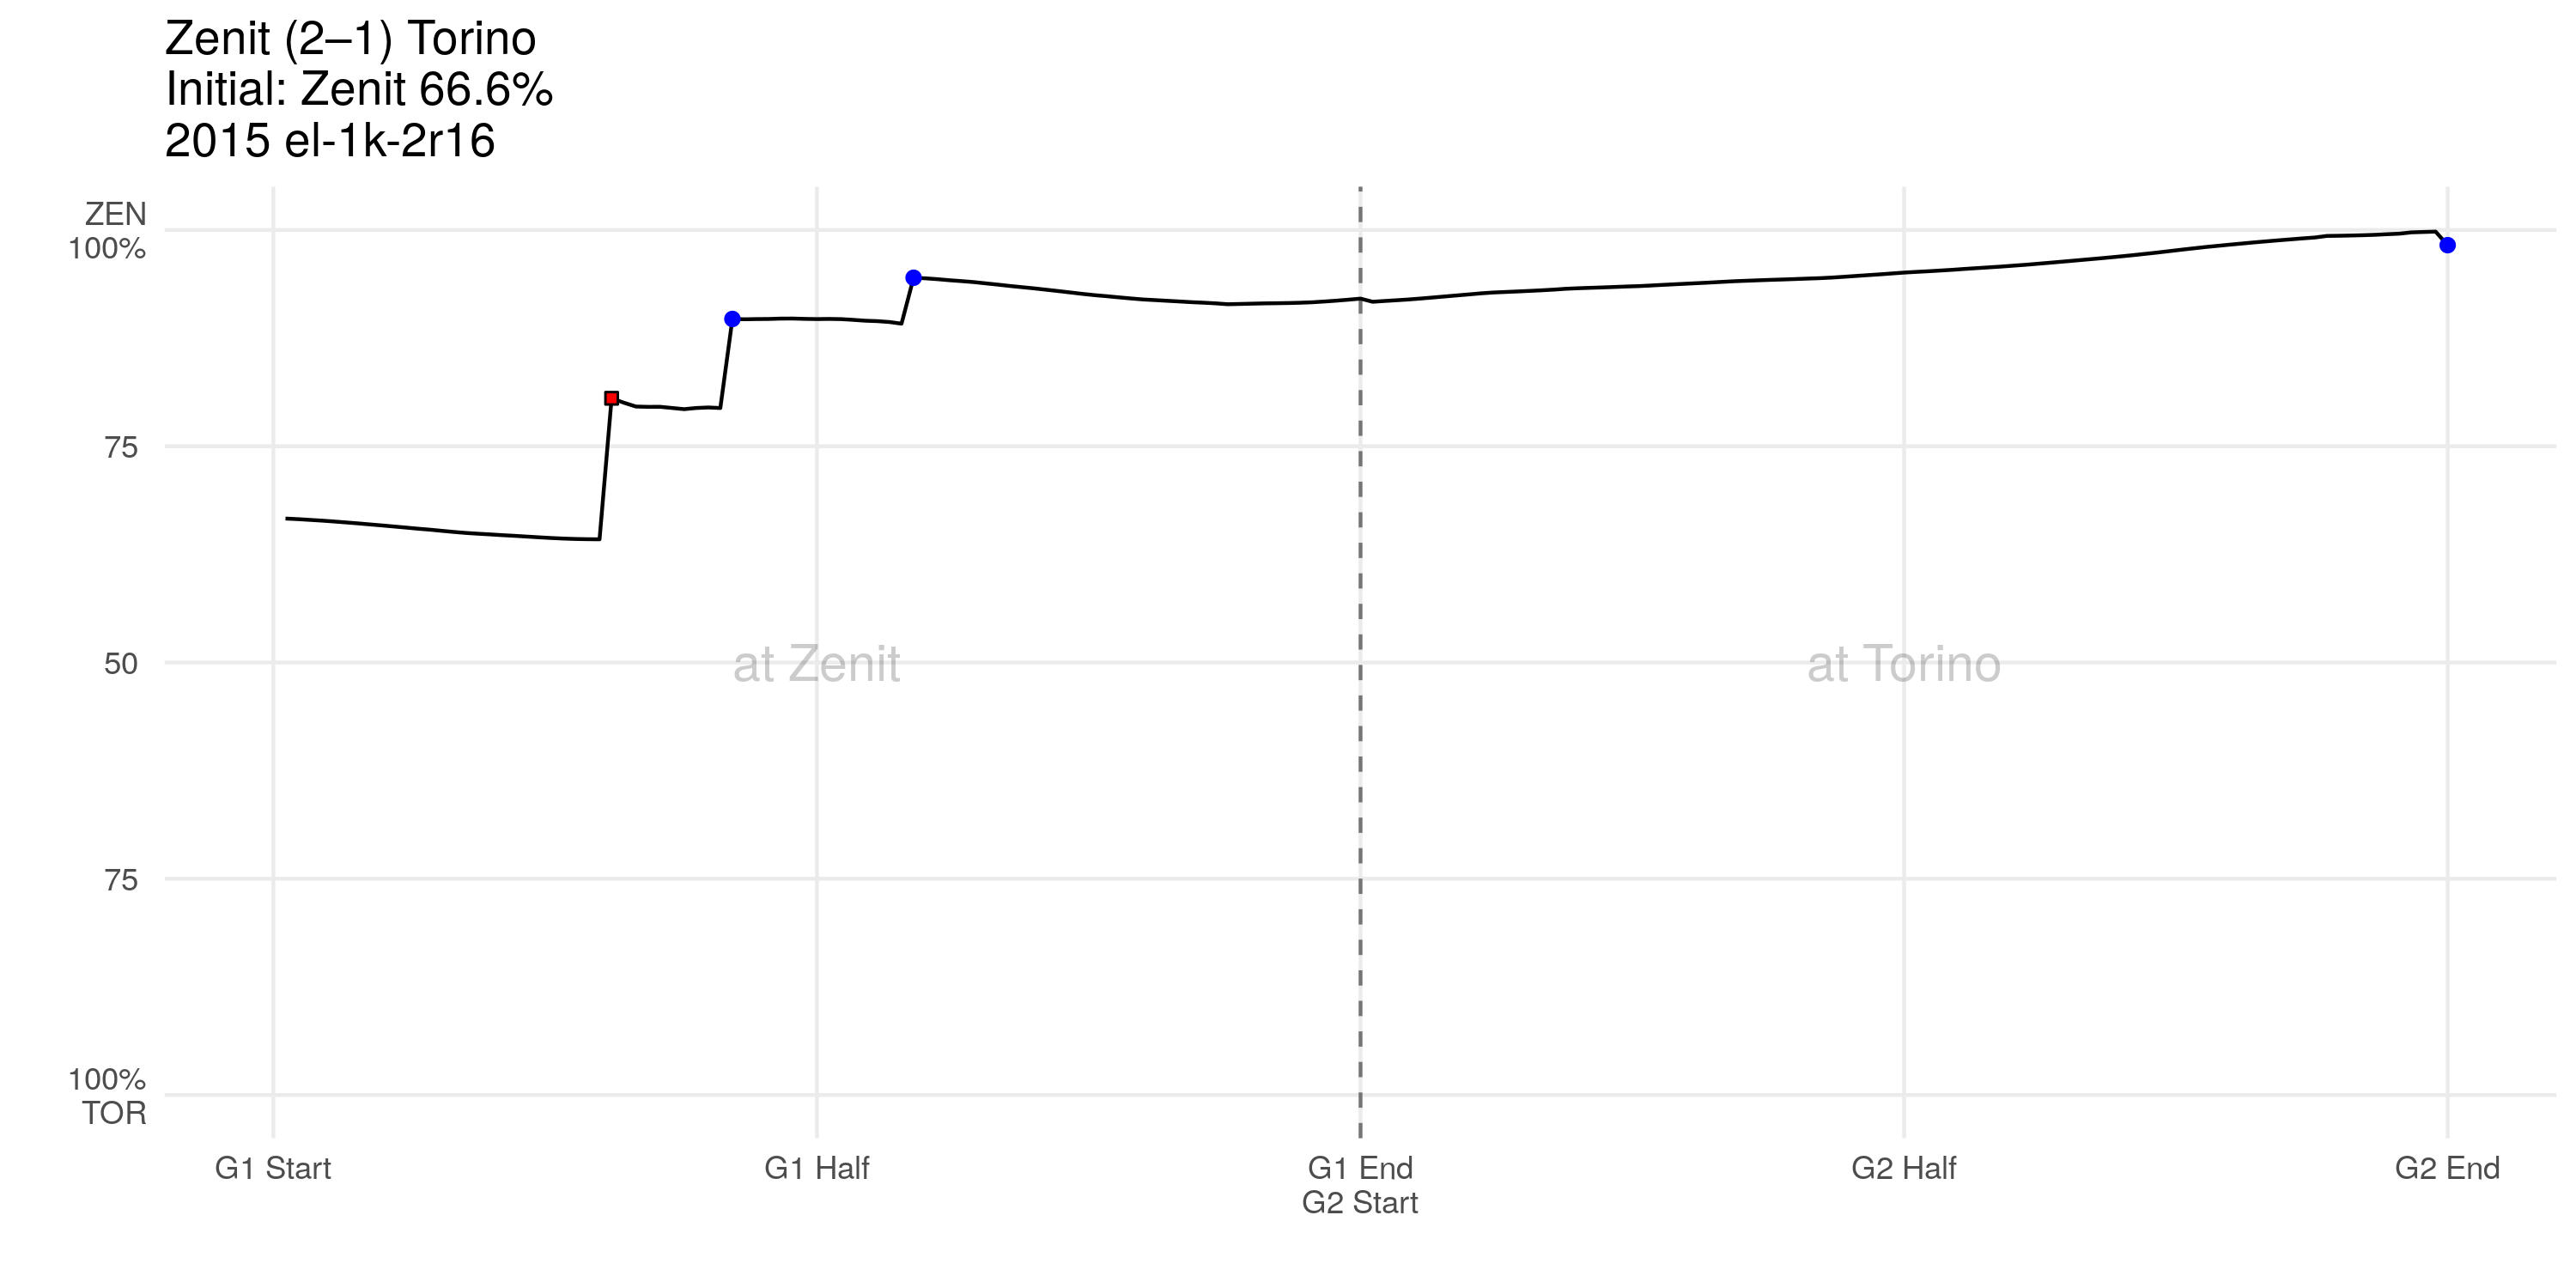 Zenit (2–1) Torino
Initial: Zenit 66.6%
2015 el-1k-2r16
ZEN
100%
75
50
75
100%
TOR
at Zenit
at Torino
G1 Start
G1 Half
G1 End
G2 Start
G2 Half
G2 End